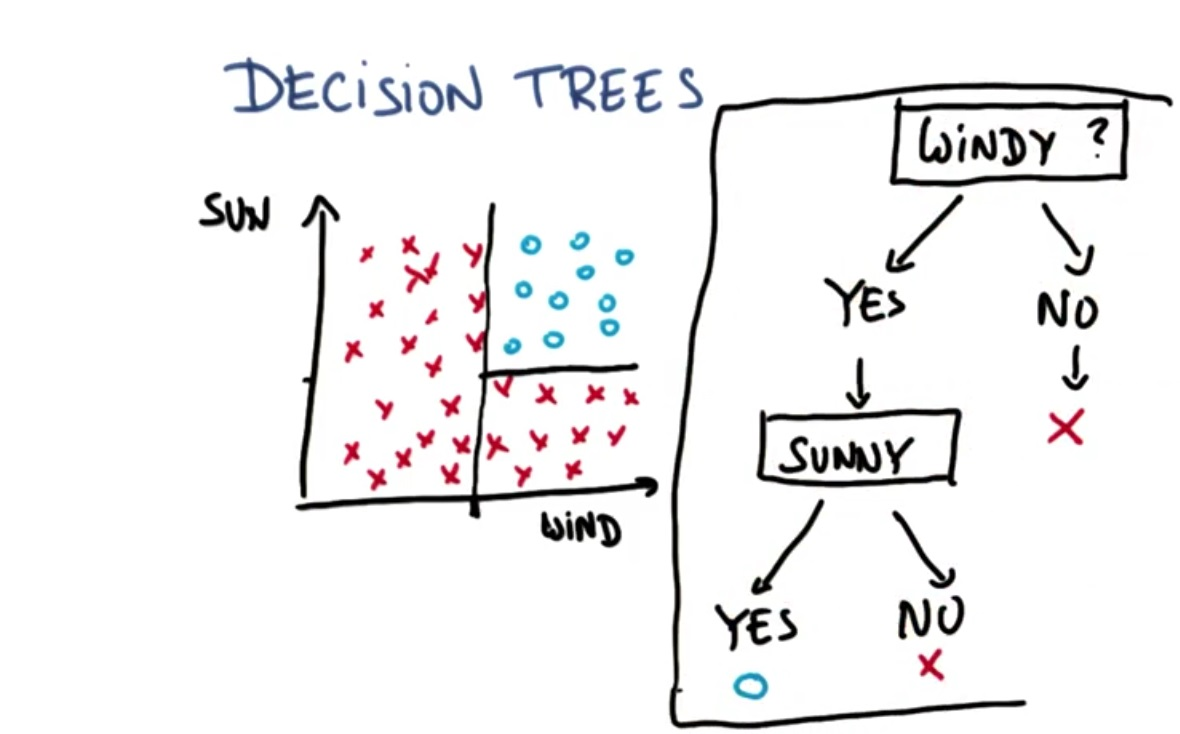 DECISION TREES
SUN
WIND
WINDY ?
YES
NO
SUNNY
YES
NO